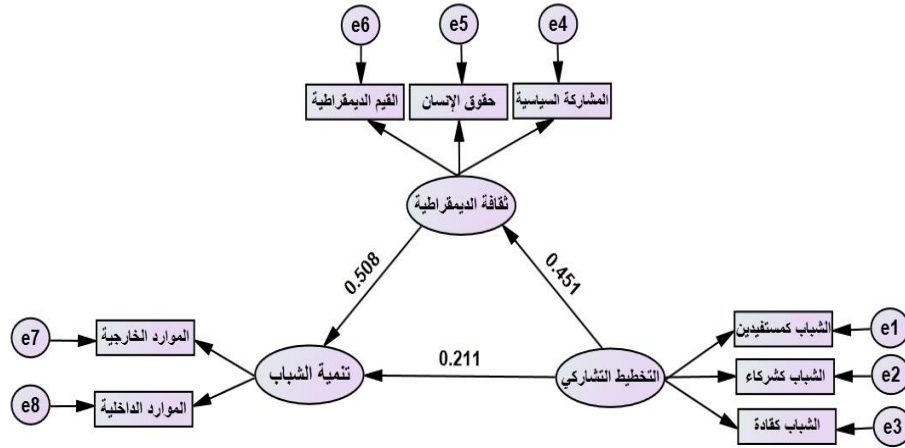 e6
e5
e4
القيم الديمقراطية
حقوق الإنسان
المشاركة السياسية
ثقافة الديمقراطية
0.508
0.451
e7
الموارد الخارجية
الشباب كمستفيدين
e1
تنمية الشباب
0.211
التخطيط التشاركي
الشباب كشركاء
e2
e8
الموارد الداخلية
الشباب كقادة
e3